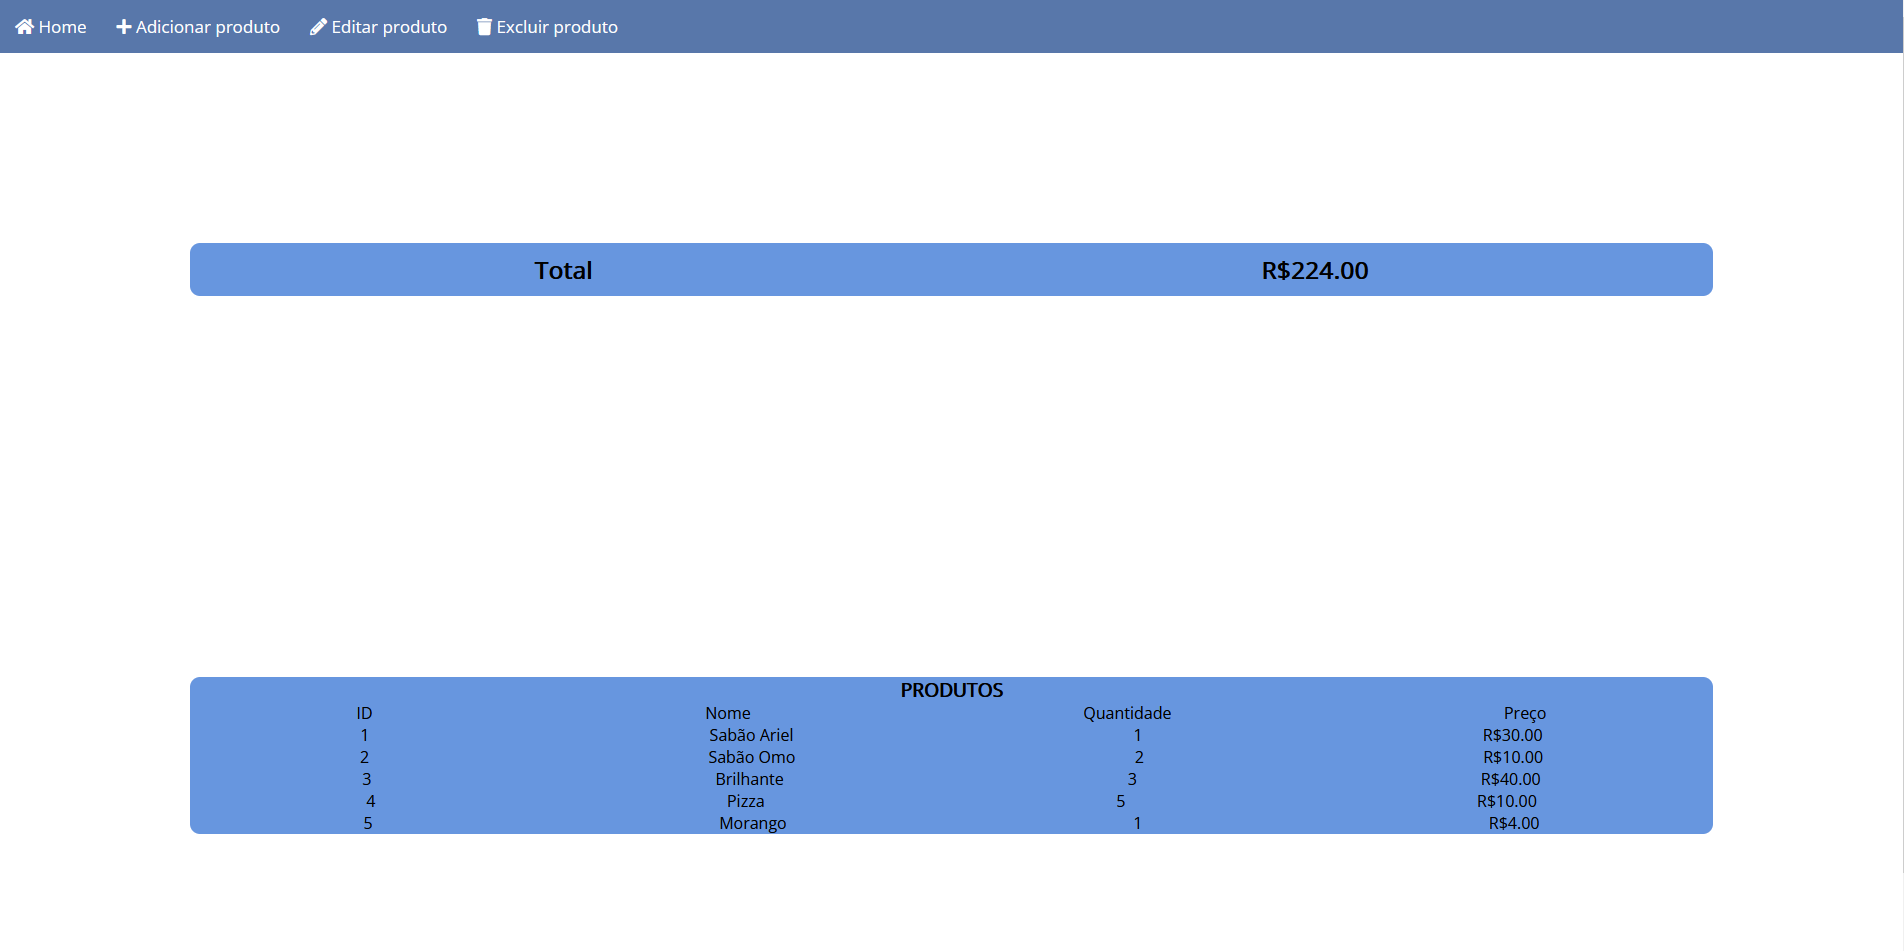 Home Adicionar produto Editar produto Excluir produto
Total R$224.00
PRODUTOS
ID Nome Quantidade Preço
1 Sabão Ariel 1 R$30.00
2 Sabão Omo 2 R$10.00
3 Brilhante 3 R$40.00
4 Pizza 5 R$10.00
5 Morango 1 R$4.00